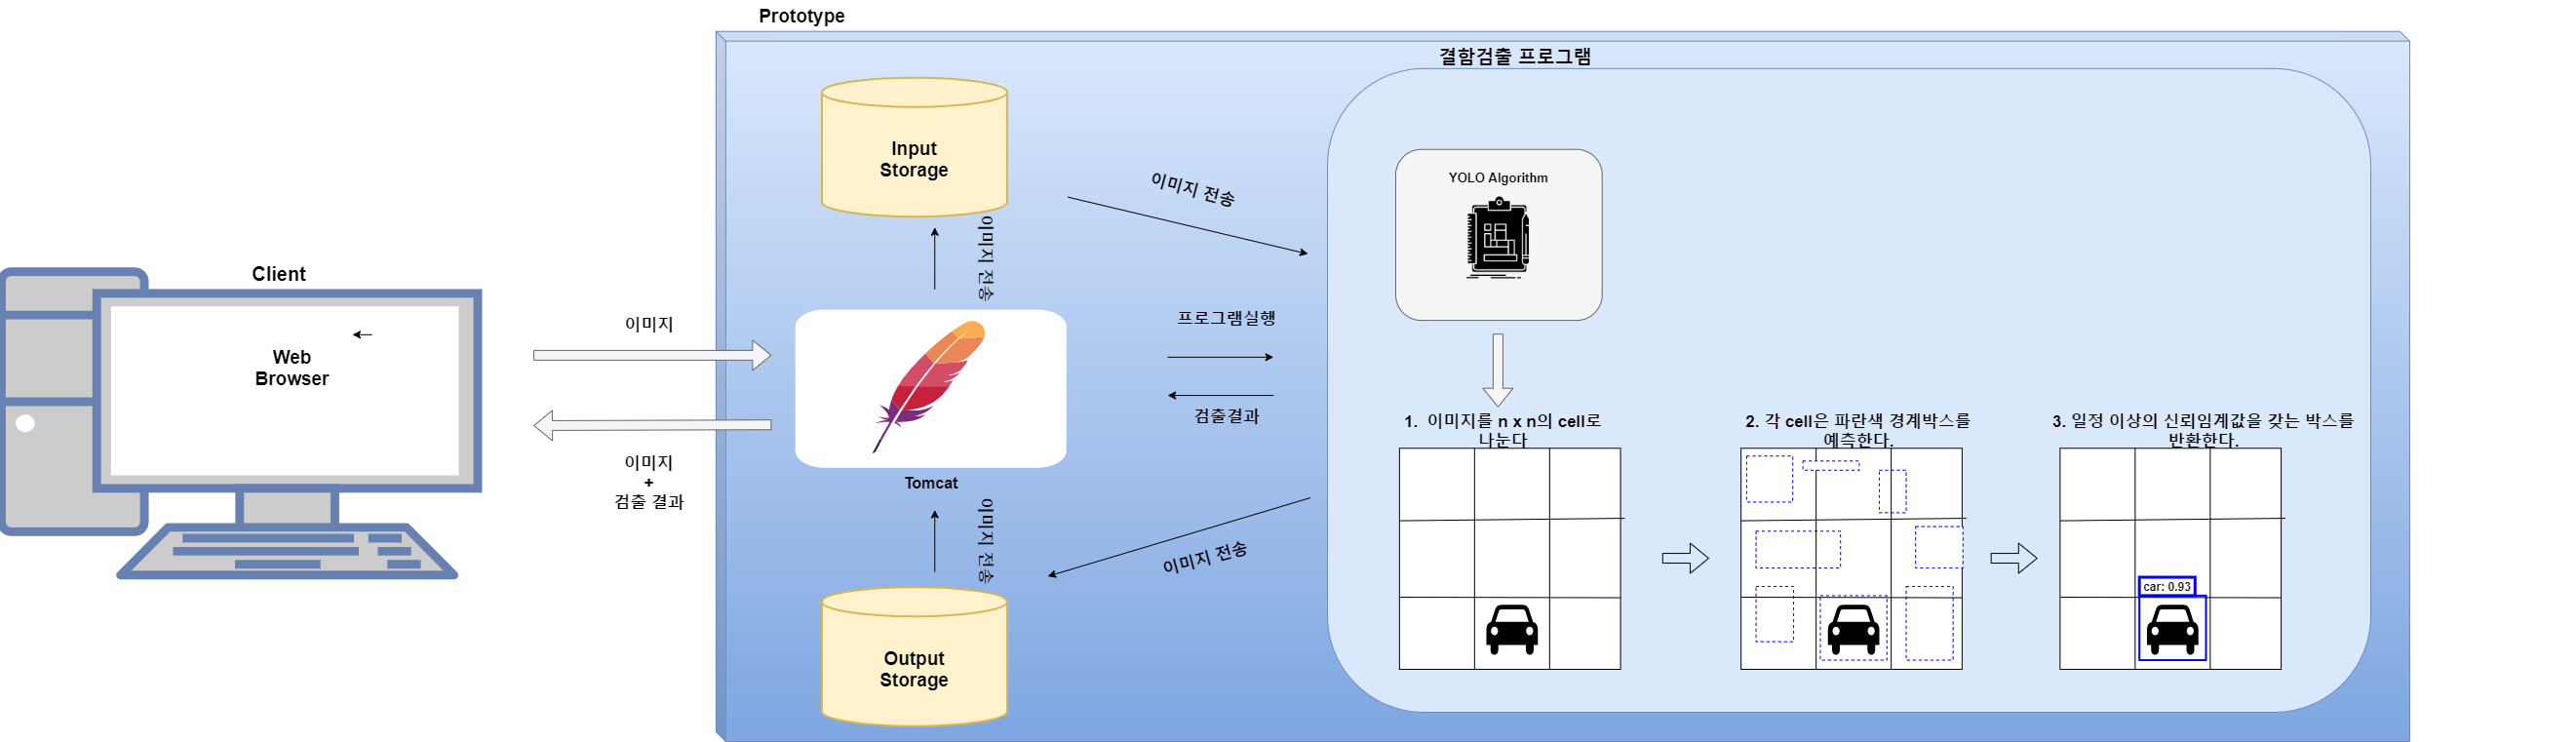 Prototype
결함검출 프로그램
Input
Storage
YOLO Algorithm
이미지 전송
이미지 전송
Client
Web
Browser
이미지
프로그램실행
검출결과
이미지
+
검출 결과
Tomcat
이미지 전송
이미지 전송
Output
Storage
1. 이미지를 n x n의 cell로
나눈다
2. 각 cell은 파란색 경계박스를
예측한다.
3. 일정 이상의 신뢰임계값을 갖는 박스를
반환한다.
car: 0.93